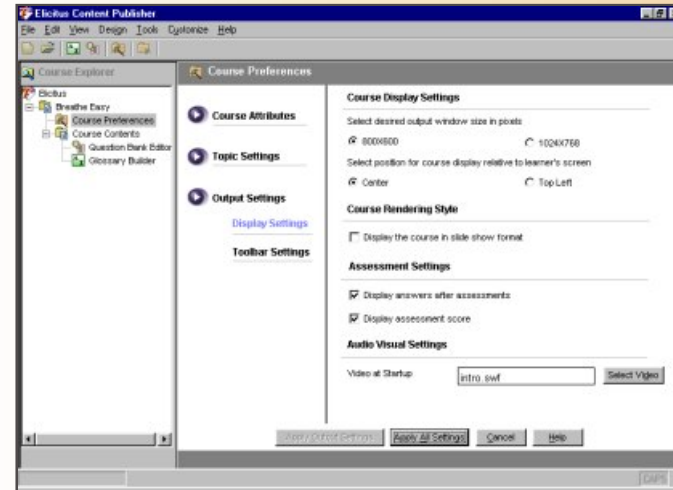 Elicitus Content Publisher
File Edit View Design Tools Customize Help
Course Explorer
Course Preferences
Elicitus
Breathe Easy
Course Preferences
Course Contents
Question Bank Editor
Glossary Builder
Course Attributes
Topic Settings
Output Settings
Display Settings
Toolbar Settings
Course Display Settings
Select desired output window size in pixels
800X600 1024X768
Select position for course display relative to learner's screen
Center Top Left
Course Rendering Style
Display the course in slide show format
Assessment Settings
Display answers after assessments
Display assessment score
Audio Visual Settings
Video at Startup intro.swf Select Video
Apply Output Settings Apply All Settings Cancel Help
CAPS